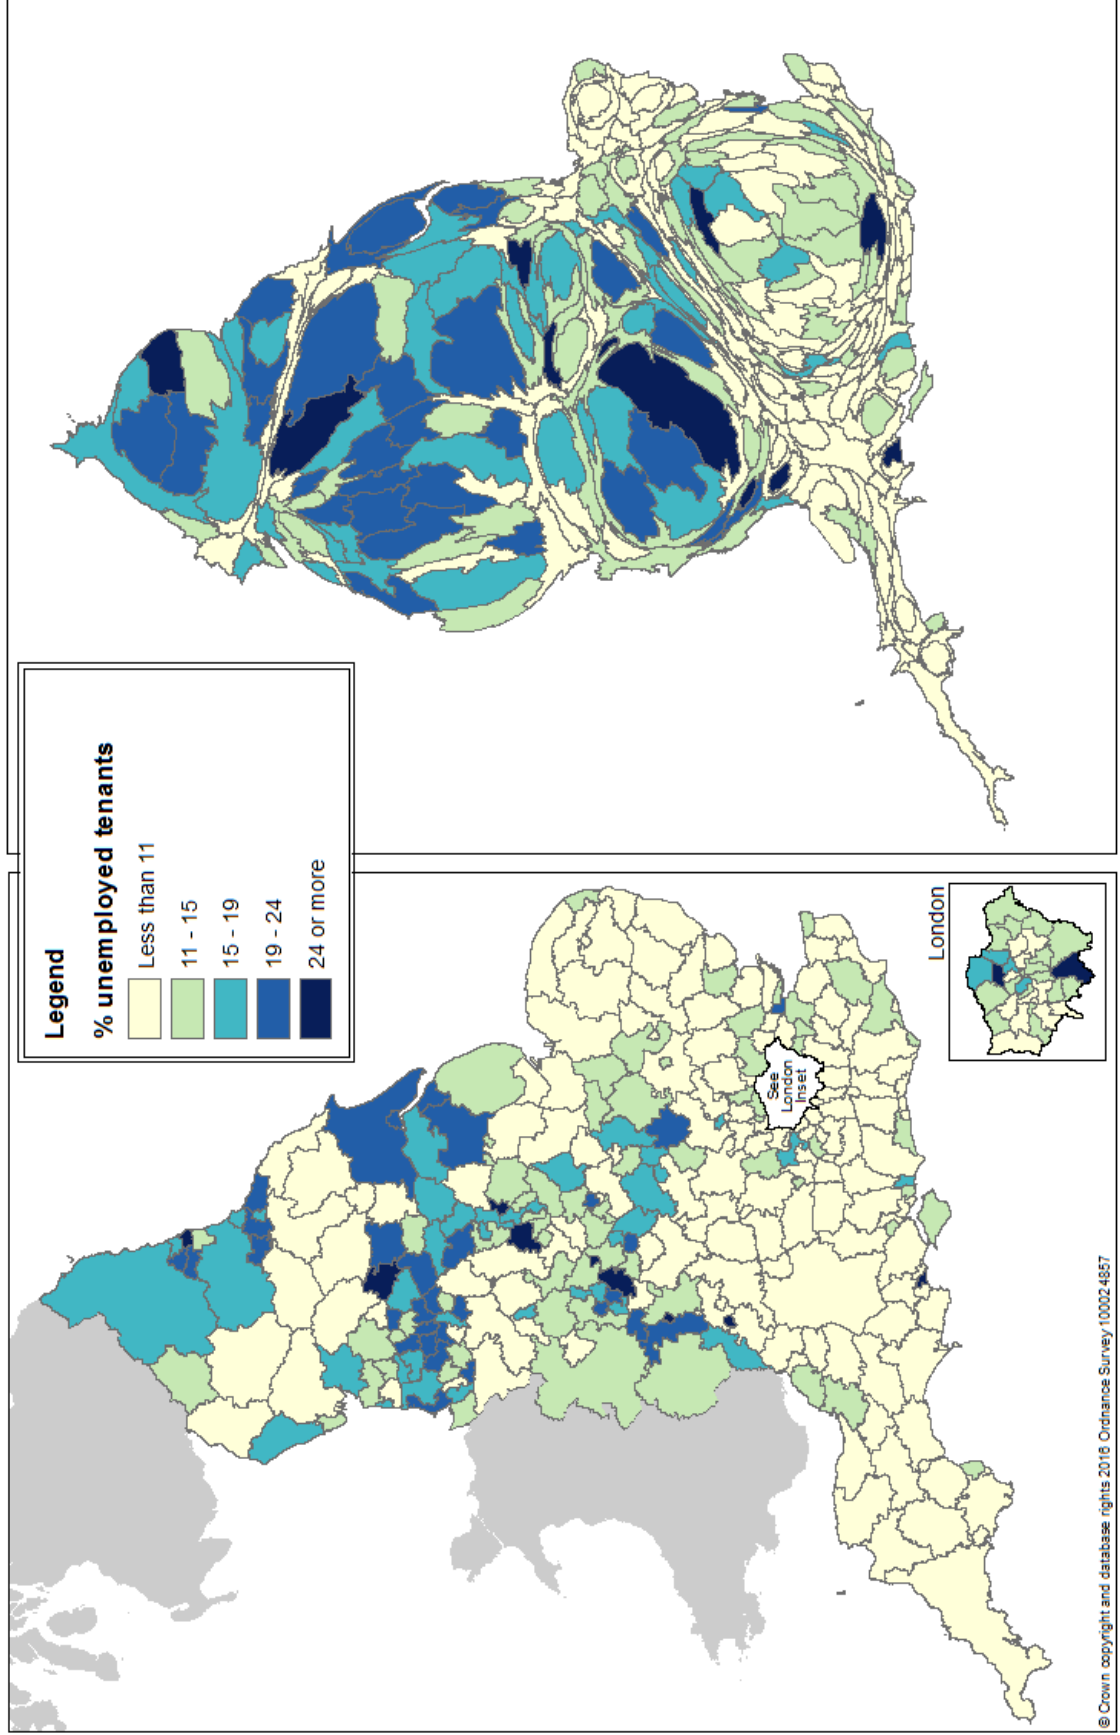 Legend
% unemployed tenants
Less than 11
11 - 15
15 - 19
19 - 24
24 or more
See
London
Inset
London
© Crown copyright and database rights 2016 Ordnance Survey 100024857